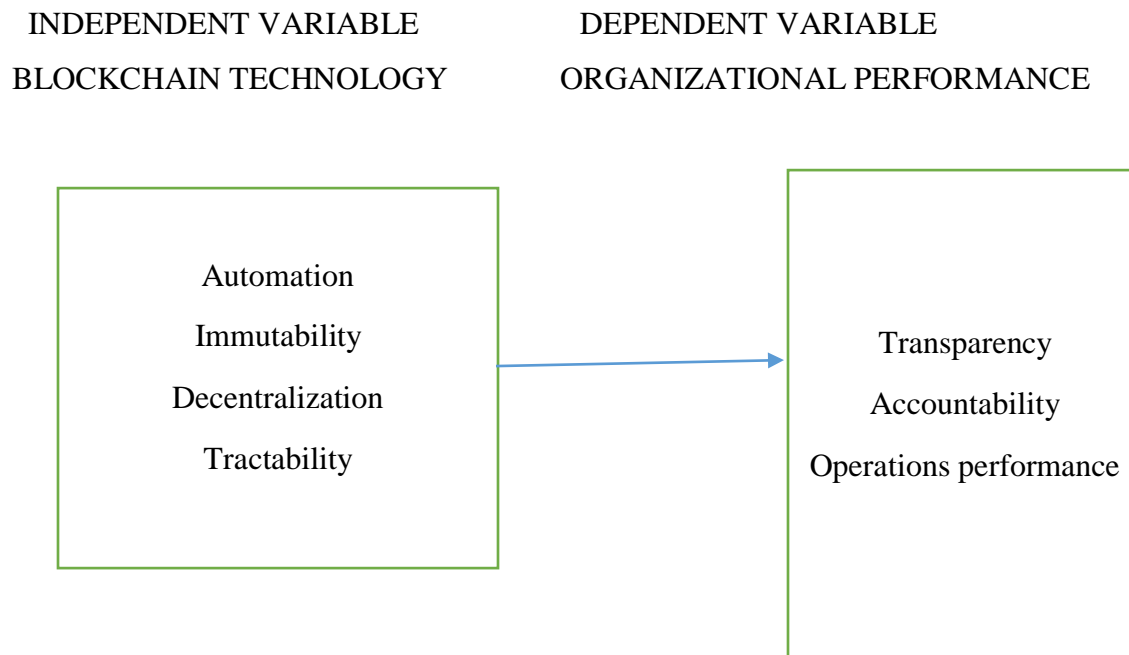 INDEPENDENT VARIABLE
DEPENDENT VARIABLE
BLOCKCHAIN TECHNOLOGY
ORGANIZATIONAL PERFORMANCE
Automation
Immutability
Decentralization
Tractability
Transparency
Accountability
Operations performance